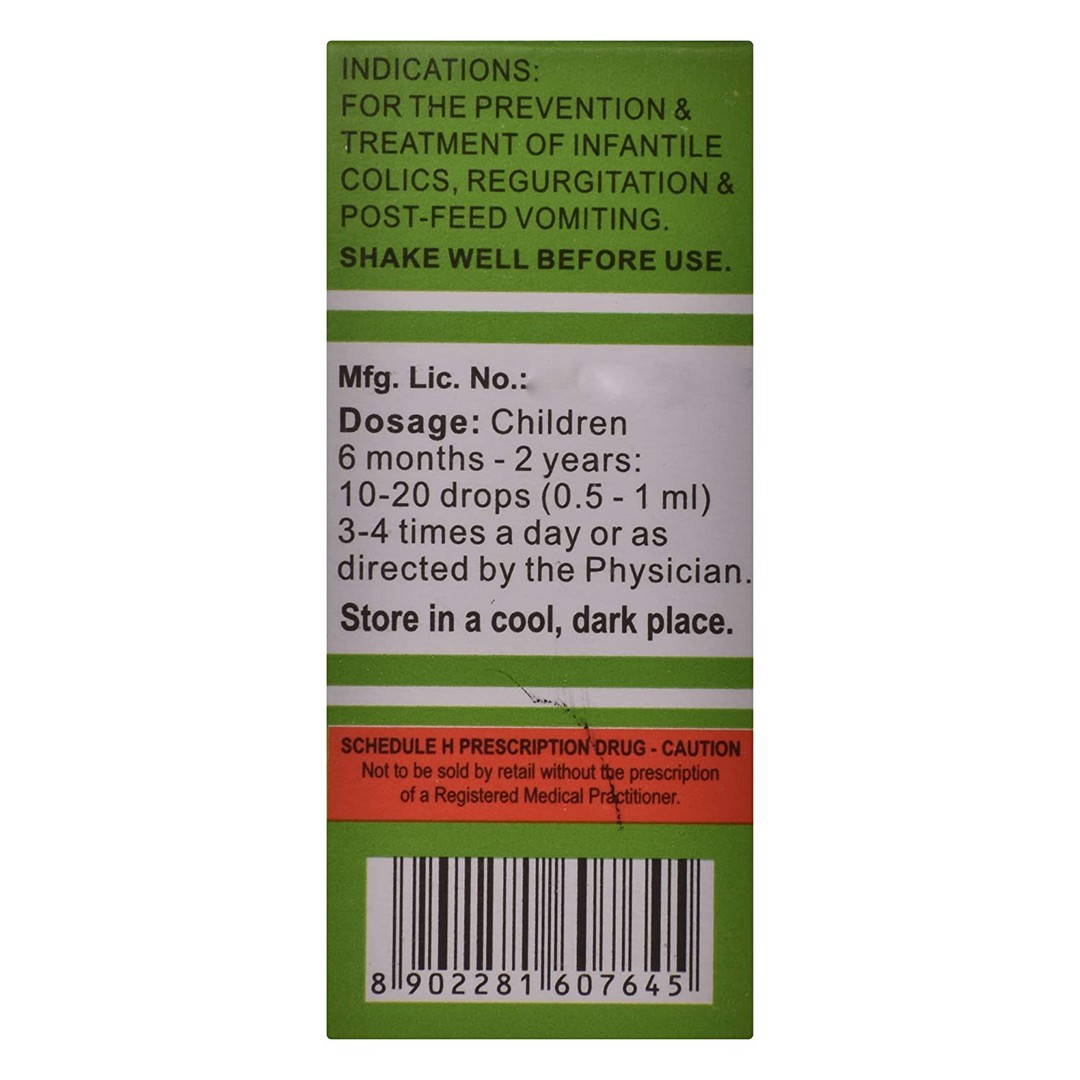 INDICATIONS:
FOR THE PREVENTION &
TREATMENT OF INFANTILE
COLICS, REGURGITATION &
POST-FEED VOMITING.
SHAKE WELL BEFORE USE.
Mfg. Lic. No.:
Dosage: Children
6 months - 2 years:
10-20 drops (0.5 - 1 ml)
3-4 times a day or as
directed by the Physician.
Store in a cool, dark place.
SCHEDULE H PRESCRIPTION DRUG - CAUTION
Not to be sold by retail without the prescription
of a Registered Medical Practitioner.
8 902281 607645